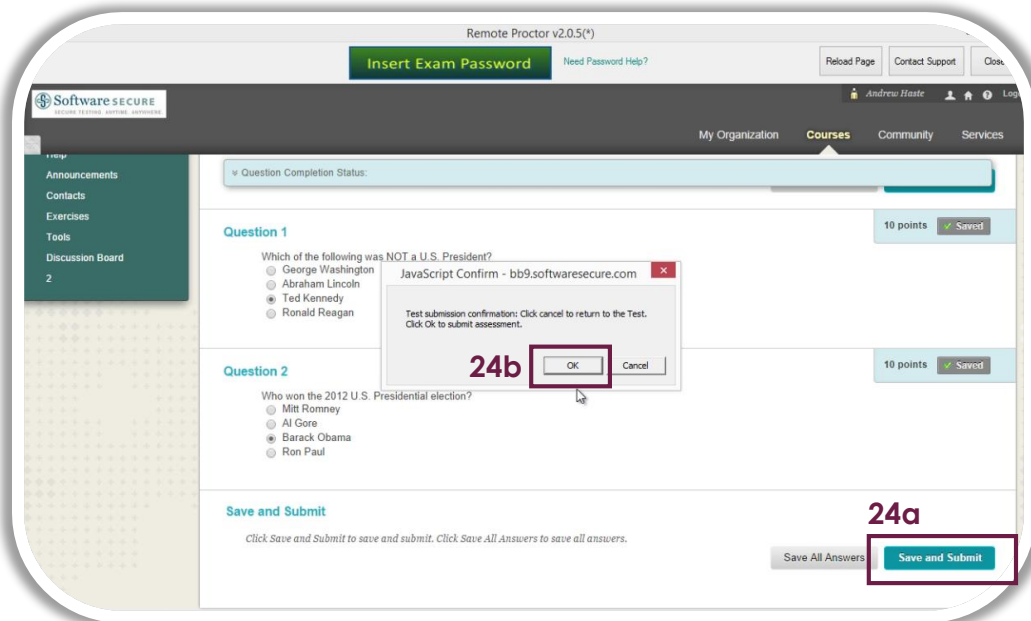 Remote Proctor v2.0.5(*)
Insert Exam Password
Need Password Help?
Reload Page
Contact Support
Software SECURE
SECURE TESTING. ANYTIME. ANYWHERE.
Andrew Haste
My Organization
Courses
Community
Services
Help
Announcements
Contacts
Exercises
Tools
Discussion Board
2
Question Completion Status:
Question 1
10 points
Saved
Which of the following was NOT a U.S. President?
George Washington
Abraham Lincoln
Ted Kennedy
Ronald Reagan
JavaScript Confirm - bb9.softwaresecure.com
Test submission confirmation: Click cancel to return to the Test.
Click Ok to submit assessment.
24b
OK
Cancel
Question 2
10 points
Saved
Who won the 2012 U.S. Presidential election?
Mitt Romney
Al Gore
Barack Obama
Ron Paul
Save and Submit
Click Save and Submit to save and submit. Click Save All Answers to save all answers.
24a
Save All Answers
Save and Submit